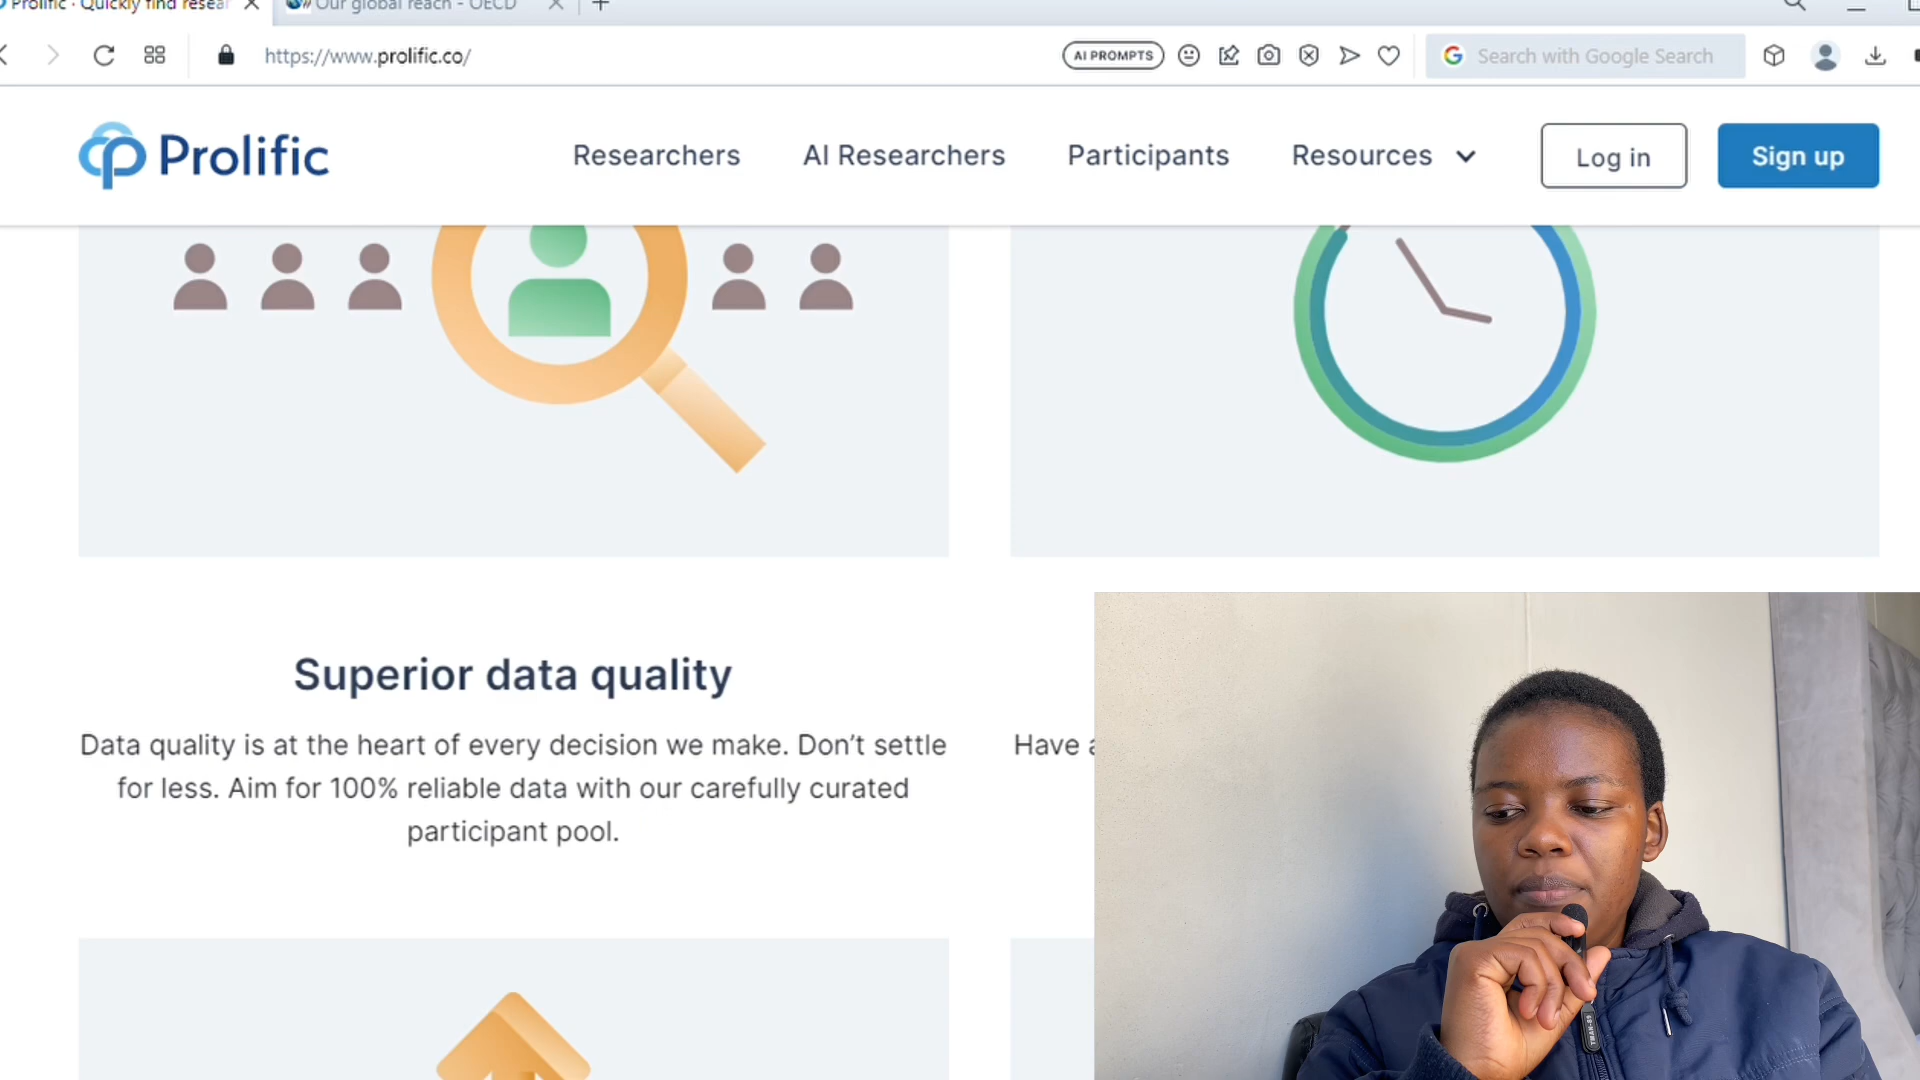 Prolific · Quickly find resear
Our global reach - OECD
https://www.prolific.co/
AI PROMPTS
Search with Google Search
Prolific
Researchers
AI Researchers
Participants
Resources
Log in
Sign up
Superior data quality
Data quality is at the heart of every decision we make. Don’t settle
for less. Aim for 100% reliable data with our carefully curated
participant pool.
Have